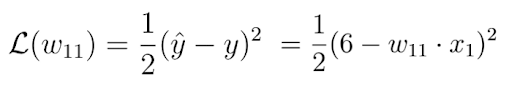 ℒ(w₁₁) = 1/2(ŷ − y)² = 1/2(6 − w₁₁ · x₁)²